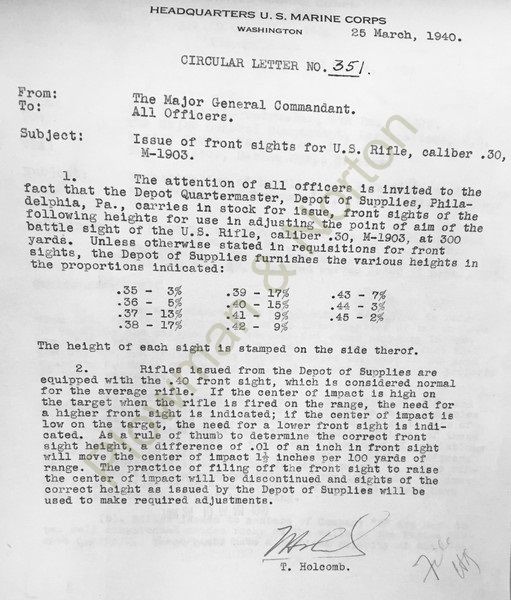 HEADQUARTERS U. S. MARINE CORPS
WASHINGTON
25 March, 1940.
CIRCULAR LETTER NO. 351.
From: The Major General Commandant.
To: All Officers.
Subject: Issue of front sights for U.S. Rifle, caliber .30,
M-1903.
1. The attention of all officers is invited to the
fact that the Depot Quartermaster, Depot of Supplies, Phila-
delphia, Pa., carries in stock for issue front sights of the
following heights for use in adjusting the point of aim of the
battle sight of the U.S. Rifle, caliber .30, M-1903, at 300
yards. Unless otherwise stated in requisitions for front
sights, the Depot of Supplies furnishes the various heights in
the proportions indicated:
.35 - 3% .39 - 17% .43 - 7%
.36 - 5% .40 - 15% .44 - 3%
.37 - 13% .41 - 9% .45 - 2%
.38 - 17% .42 - 9%
The height of each sight is stamped on the side therof.
2. Rifles issued from the Depot of Supplies are
equipped with the .40 front sight, which is considered normal
for the average rifle. If the center of impact is high on
the target when the rifle is fired on the range, the need for
a higher front sight is indicated; if the center of impact is
low on the target, the need for a lower front sight is indi-
cated. As a rule of thumb to determine the correct front
sight height, a difference of .01 of an inch in front sight
will move the center of impact 1½ inches per 100 yards of
range. The practice of filing off the front sight to raise
the center of impact will be discontinued and sights of the
correct height as issued by the Depot of Supplies will be
used to make required adjustments.
T. Holcomb.
File